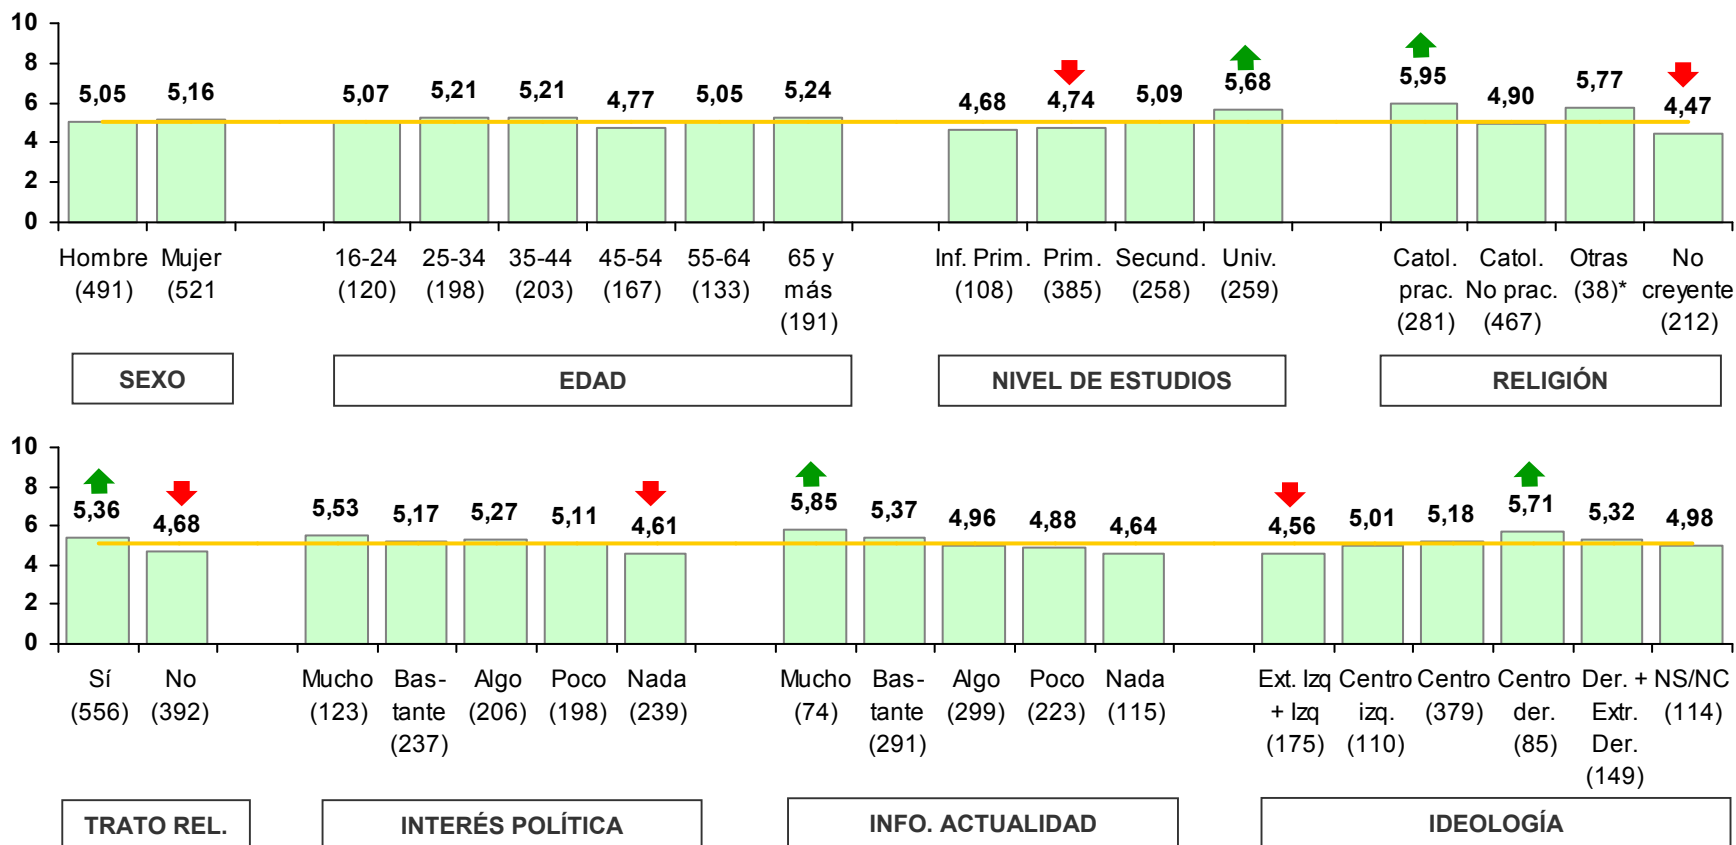 10
8
6
4
2
0
5,05 5,16 5,07 5,21 5,21 4,77 5,05 5,24 4,68 4,74 5,09 5,68 5,95 4,90 5,77 4,47
Hombre Mujer 16-24 25-34 35-44 45-54 55-64 65 y Inf. Prim. Prim. Secund. Univ. Catol. Catol. Otras No
(491) (521 (120) (198) (203) (167) (133) más (108) (385) (258) (259) prac. No prac. (38)* creyente
(191) (281) (467) (212)
SEXO EDAD NIVEL DE ESTUDIOS RELIGIÓN
10
8
6
4
2
0
5,36 4,68 5,53 5,17 5,27 5,11 4,61 5,85 5,37 4,96 4,88 4,64 4,56 5,01 5,18 5,71 5,32 4,98
Sí No Mucho Bas- Algo Poco Nada Mucho Bas- Algo Poco Nada Ext. Izq Centro Centro Centro Der. + NS/NC
(556) (392) (123) tante (206) (198) (239) (74) tante (299) (223) (115) + Izq izq. (379) der. Extr. (114)
(237) (291) (175) (110) (85) Der.
(149)
TRATO REL. INTERÉS POLÍTICA INFO. ACTUALIDAD IDEOLOGÍA